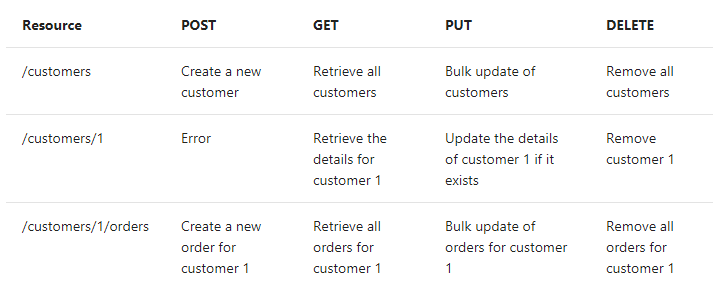 Resource POST GET PUT DELETE
/customers Create a new Retrieve all Bulk update of Remove all
customer customers customers customers
/customers/1 Error Retrieve the Update the details Remove
details for of customer 1 if it customer 1
customer 1 exists
/customers/1/orders Create a new Retrieve all Bulk update of Remove all
order for orders for orders for customer orders for
customer 1 customer 1 1 customer 1